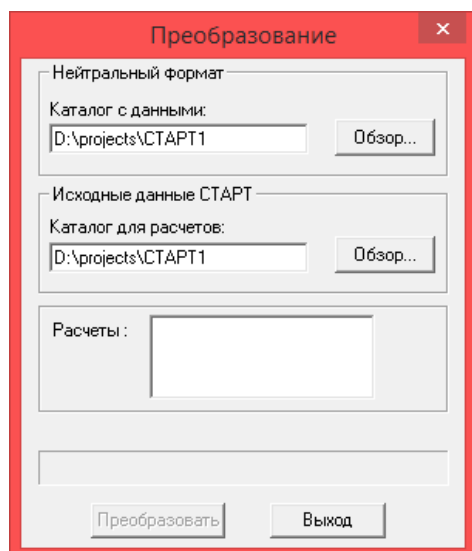 Преобразование
Нейтральный формат
Каталог с данными:
D:\projects\СТАРТ1
Обзор...
Исходные данные СТАРТ
Каталог для расчетов:
D:\projects\СТАРТ1
Обзор...
Расчеты :
Преобразовать
Выход